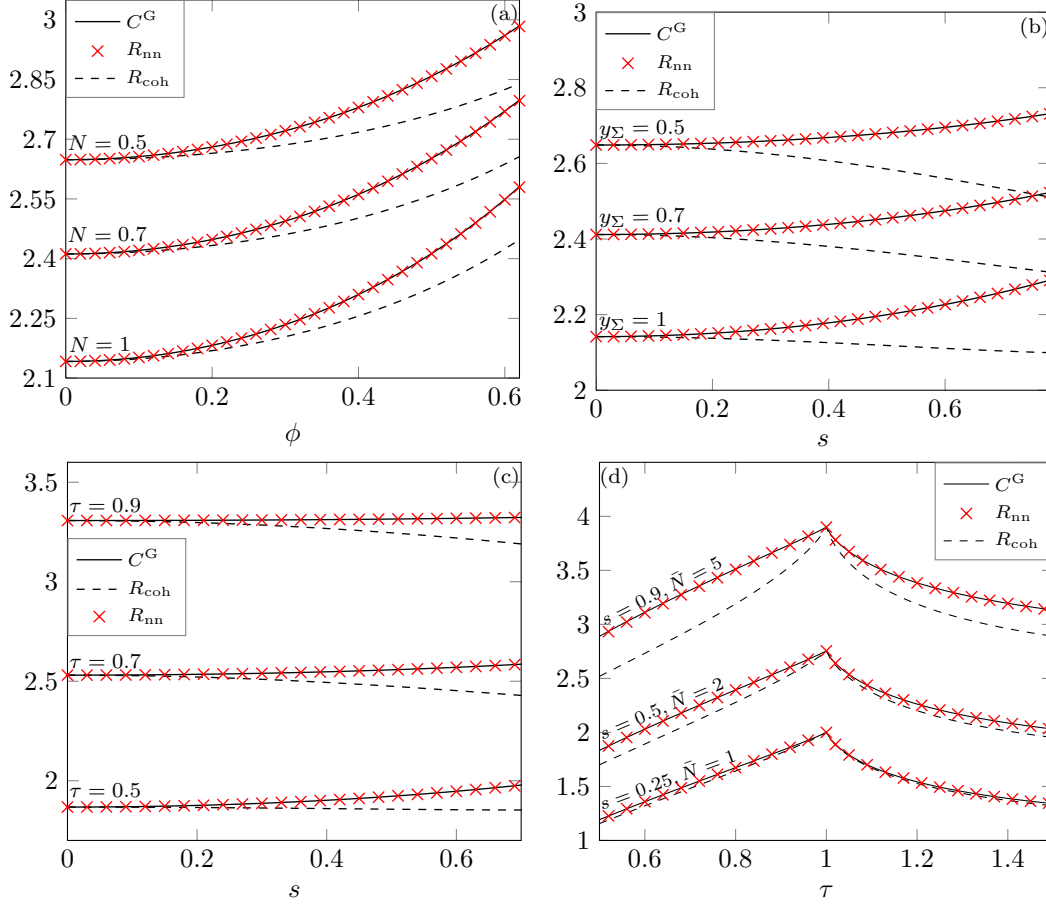 (a)
C^G
R_nn
R_coh
N = 0.5
N = 0.7
N = 1
3
2.85
2.7
2.55
2.4
2.25
2.1
0 0.2 0.4 0.6
ϕ
(b)
C^G
R_nn
R_coh
y_Σ = 0.5
y_Σ = 0.7
y_Σ = 1
3
2.8
2.6
2.4
2.2
2
0 0.2 0.4 0.6
s
(c)
τ = 0.9
C^G
R_coh
R_nn
τ = 0.7
τ = 0.5
3.5
3
2.5
2
0 0.2 0.4 0.6
s
(d)
C^G
R_nn
R_coh
s = 0.9, N̄ = 5
s = 0.5, N̄ = 2
s = 0.25, N̄ = 1
4
3.5
3
2.5
2
1.5
1
0.6 0.8 1 1.2 1.4
τ